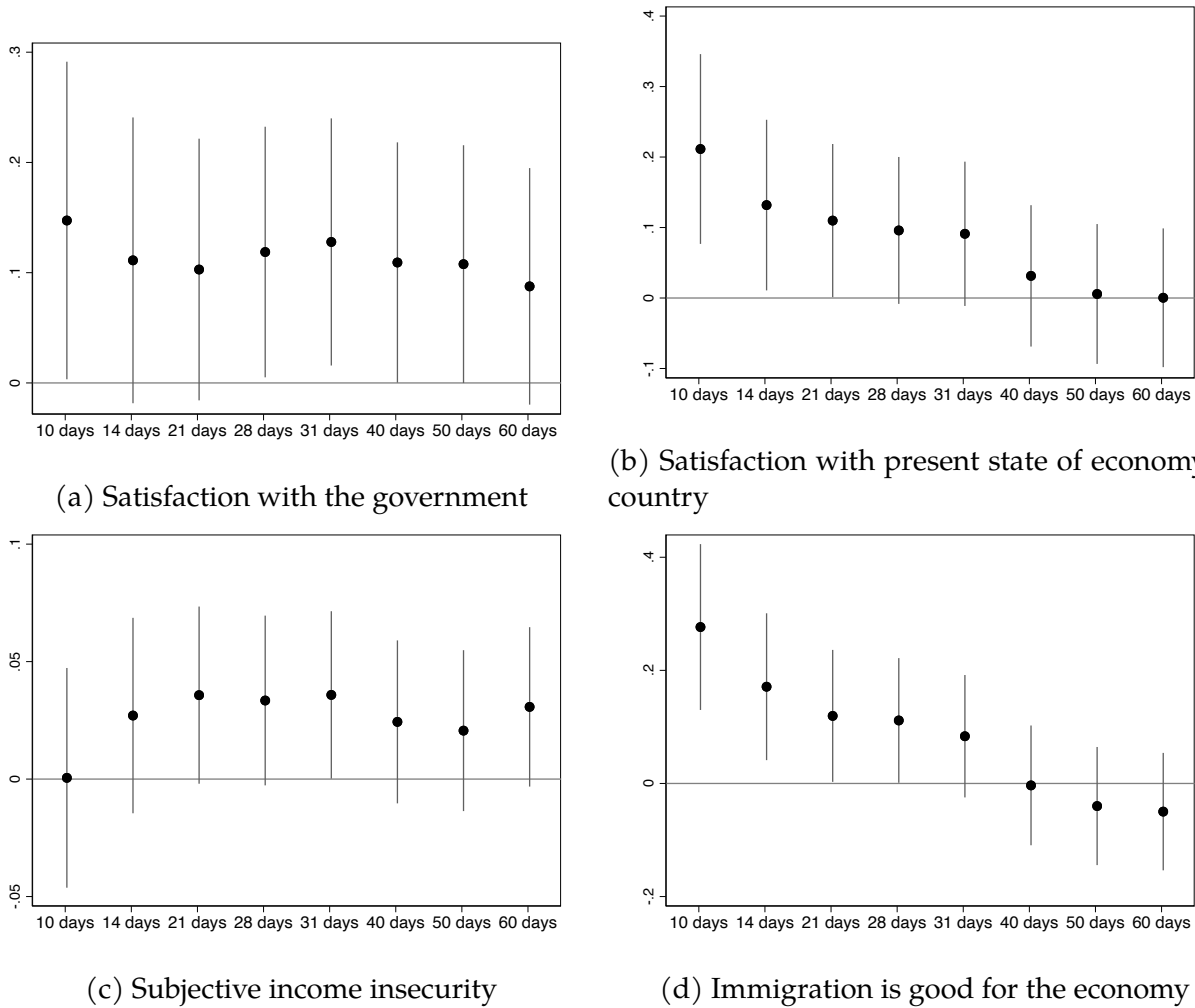 .3
.2
.1
0
10 days 14 days 21 days 28 days 31 days 40 days 50 days 60 days
(a) Satisfaction with the government
.4
.3
.2
.1
0
-.1
10 days 14 days 21 days 28 days 31 days 40 days 50 days 60 days
(b) Satisfaction with present state of economy
country
.1
.05
0
-.05
10 days 14 days 21 days 28 days 31 days 40 days 50 days 60 days
(c) Subjective income insecurity
.4
.2
0
-.2
10 days 14 days 21 days 28 days 31 days 40 days 50 days 60 days
(d) Immigration is good for the economy